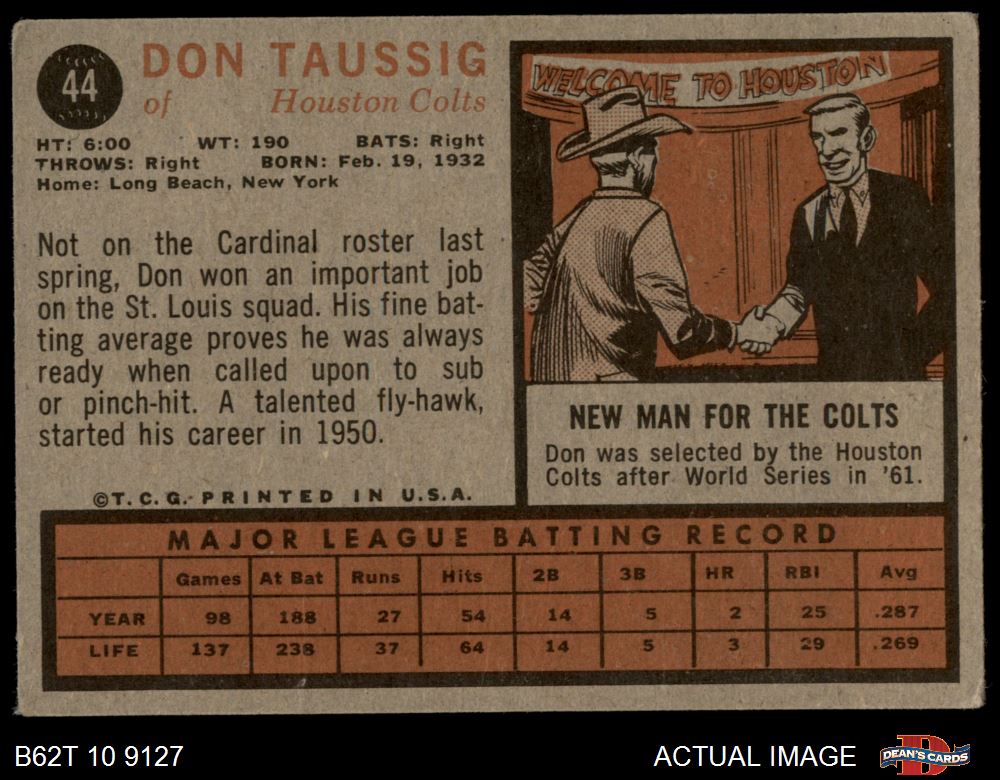 44
DON TAUSSIG
of Houston Colts
HT: 6:00 WT: 190 BATS: Right
THROWS: Right BORN: Feb. 19, 1932
Home: Long Beach, New York
Not on the Cardinal roster last
spring, Don won an important job
on the St. Louis squad. His fine bat-
ting average proves he was always
ready when called upon to sub
or pinch-hit. A talented fly-hawk,
started his career in 1950.
©T.C.G. PRINTED IN U.S.A.
WELCOME TO HOUSTON
NEW MAN FOR THE COLTS
Don was selected by the Houston
Colts after World Series in '61.
MAJOR LEAGUE BATTING RECORD
Games At Bat Runs Hits 2B 3B HR RBI Avg
YEAR 98 188 27 54 14 5 2 25 .287
LIFE 137 238 37 64 14 5 3 29 .269
B62T 10 9127
ACTUAL IMAGE
D
DEAN'S CARDS